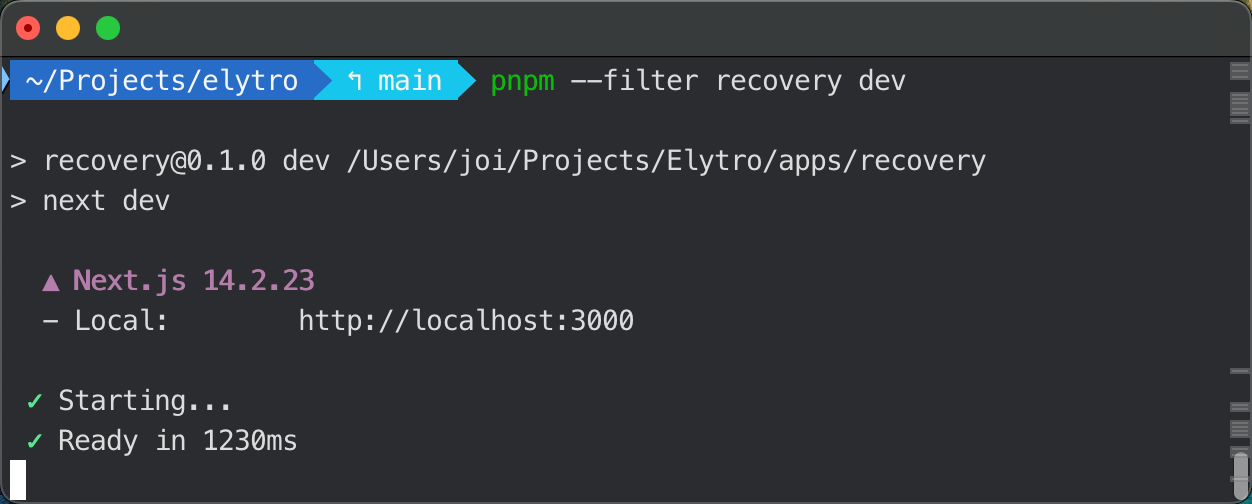 ~/Projects/elytro ↰ main pnpm --filter recovery dev
> recovery@0.1.0 dev /Users/joi/Projects/Elytro/apps/recovery
> next dev
▲ Next.js 14.2.23
- Local: http://localhost:3000
✓ Starting...
✓ Ready in 1230ms